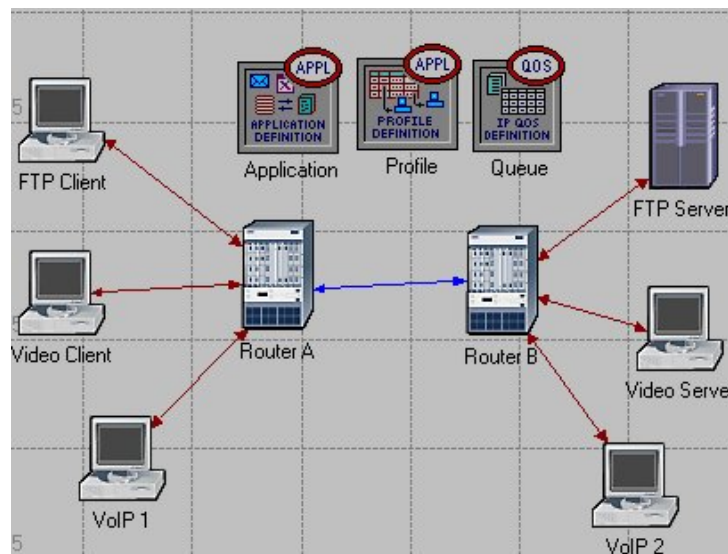 APPL
APPL
QOS
APPLICATION
DEFINITION
PROFILE
DEFINITION
IP QOS
DEFINITION
Application
Profile
Queue
5
FTP Client
FTP Server
Video Client
Router A
Router B
Video Serve
5
VoIP 1
VoIP 2
5